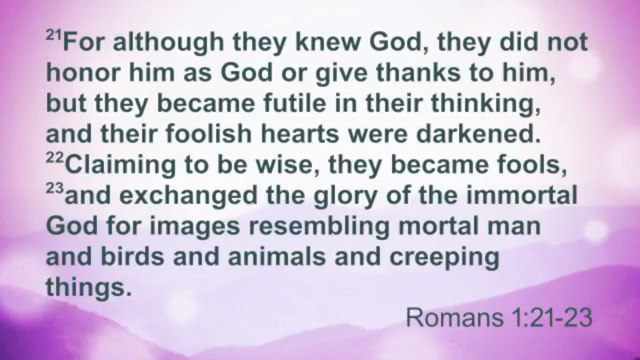 ²¹For although they knew God, they did not
honor him as God or give thanks to him,
but they became futile in their thinking,
and their foolish hearts were darkened.
²²Claiming to be wise, they became fools,
²³and exchanged the glory of the immortal
God for images resembling mortal man
and birds and animals and creeping
things.
Romans 1:21-23